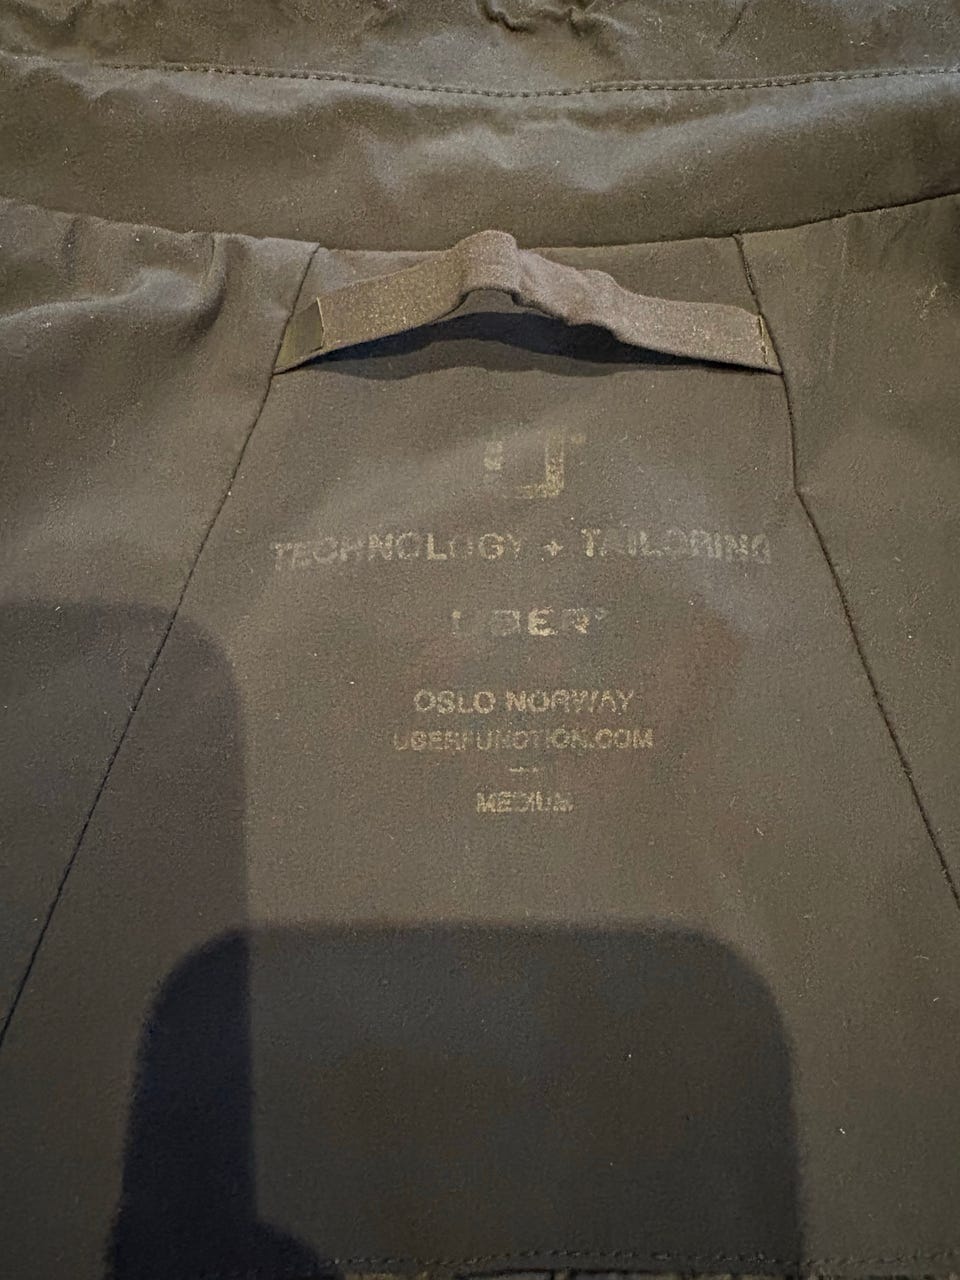 TECHNOLOGY + TAILORING
UBER
OSLO NORWAY
UBERFUNCTION.COM
—
MEDIUM